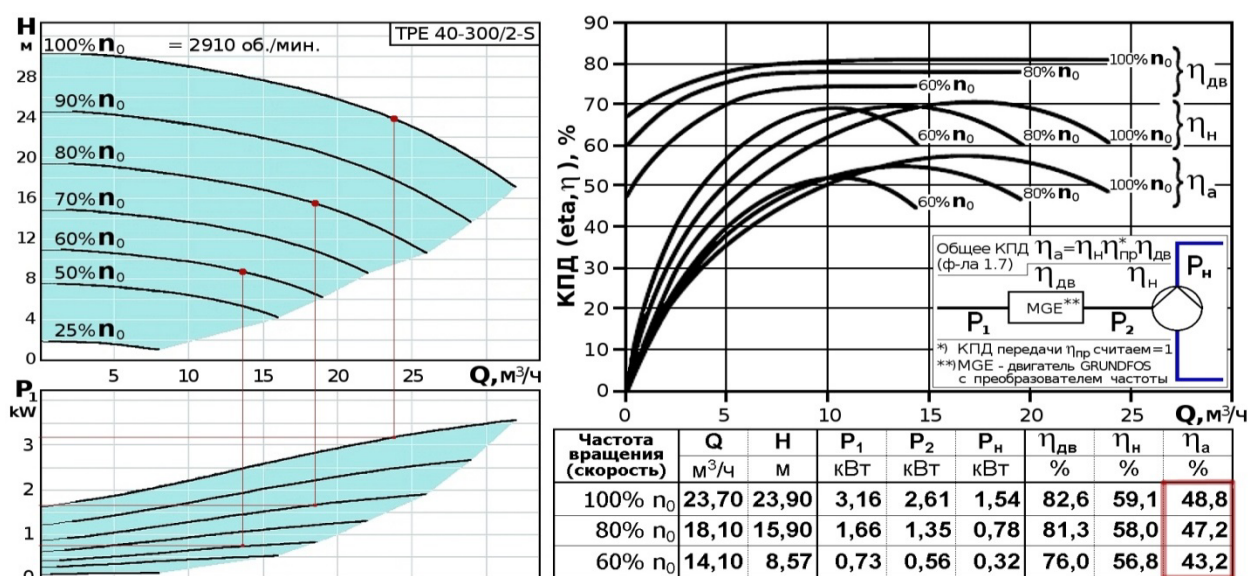 H
м
TPE 40-300/2-S
100% n₀ = 2910 об./мин.
28
90% n₀
24
20
80% n₀
16
70% n₀
12
60% n₀
8
50% n₀
4
25% n₀
0
5 10 15 20 25 Q, м³/ч
P₁
kW
3
2
1
0
КПД (eta, η ), %
90
80
70
60
50
40
30
20
10
0
0 5 10 15 20 25 Q, м³/ч
100% n₀
80% n₀
60% n₀
η дв
60% n₀ 80% n₀ 100% n₀
η н
60% n₀ 80% n₀ 100% n₀
η а
Общее КПД ηа=ηнη*прηдв
(ф-ла 1.7)
ηдв ηн Pн
MGE**
P₁ P₂
*) КПД передачи ηпр считаем=1
**)MGE - двигатель GRUNDFOS
с преобразователем частоты
Частота вращения (скорость) Q H P₁ P₂ Pн ηдв ηн ηа
м³/ч м кВт кВт кВт % % %
100% n₀ 23,70 23,90 3,16 2,61 1,54 82,6 59,1 48,8
80% n₀ 18,10 15,90 1,66 1,35 0,78 81,3 58,0 47,2
60% n₀ 14,10 8,57 0,73 0,56 0,32 76,0 56,8 43,2